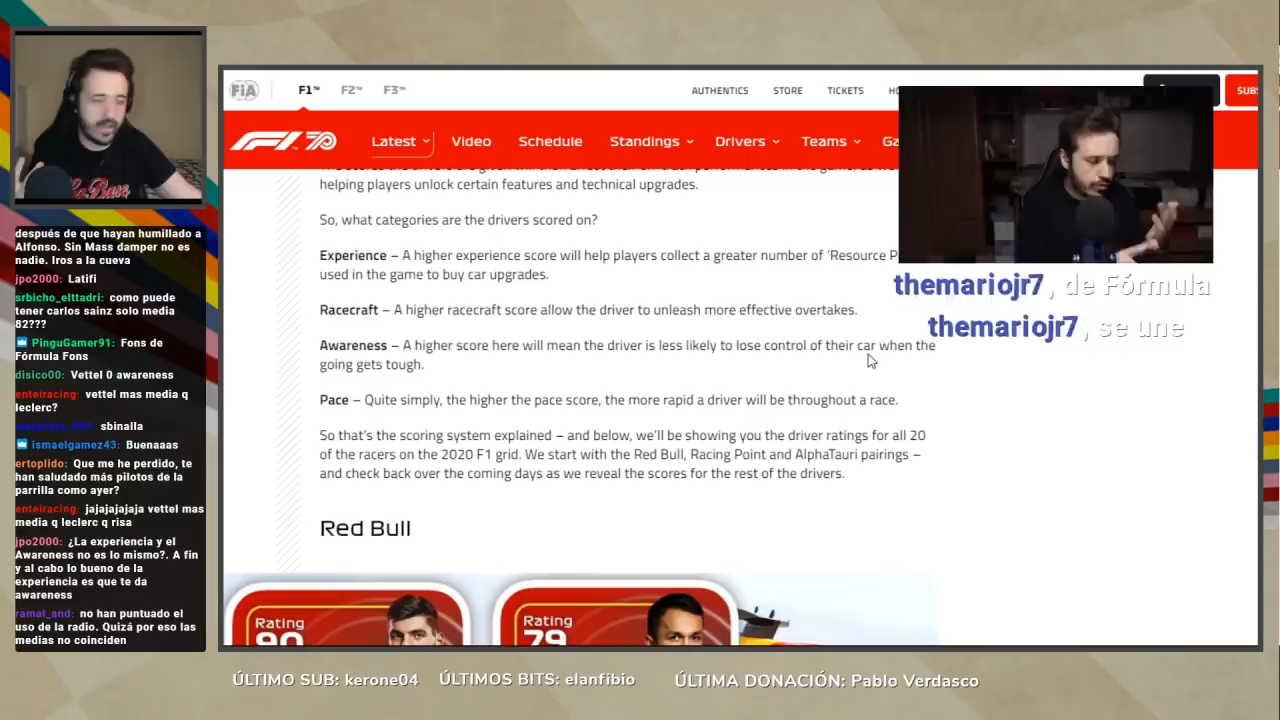 FIA
F1™
F2™
F3™
AUTHENTICS
STORE
TICKETS
F1 70
Latest
Video
Schedule
Standings
Drivers
Teams
helping players unlock certain features and technical upgrades.
So, what categories are the drivers scored on?
Experience – A higher experience score will help players collect a greater number of ‘Resource P
used in the game to buy car upgrades.
Racecraft – A higher racecraft score allow the driver to unleash more effective overtakes.
Awareness – A higher score here will mean the driver is less likely to lose control of their car when the
going gets tough.
Pace – Quite simply, the higher the pace score, the more rapid a driver will be throughout a race.
So that’s the scoring system explained – and below, we’ll be showing you the driver ratings for all 20
of the racers on the 2020 F1 grid. We start with the Red Bull, Racing Point and AlphaTauri pairings –
and check back over the coming days as we reveal the scores for the rest of the drivers.
Red Bull
Rating
90
Rating
79
themariojr7 , de Fórmula
themariojr7 , se une
después de que hayan humillado a
Alfonso. Sin Mass damper no es
nadie. Iros a la cueva
jpo2000: Latifi
srbicho_elttadri: como puede
tener carlos sainz solo media
82???
PinguGamer91: Fons de
Fórmula Fons
disico00: Vettel 0 awareness
enteiracing: vettel mas media q
leclerc?
sbinalla
ismaelgamez43: Buenaaas
ertoplido: Que me he perdido, te
han saludado más pilotos de la
parrilla como ayer?
enteiracing: jajajajajaja vettel mas
media q leclerc q risa
jpo2000: ¿La experiencia y el
Awareness no es lo mismo?. A fin
y al cabo lo bueno de la
experiencia es que te da
awareness
ramal_and: no han puntuado el
uso de la radio. Quizá por eso las
medias no coinciden
ÚLTIMO SUB: kerone04
ÚLTIMOS BITS: elanfibio
ÚLTIMA DONACIÓN: Pablo Verdasco